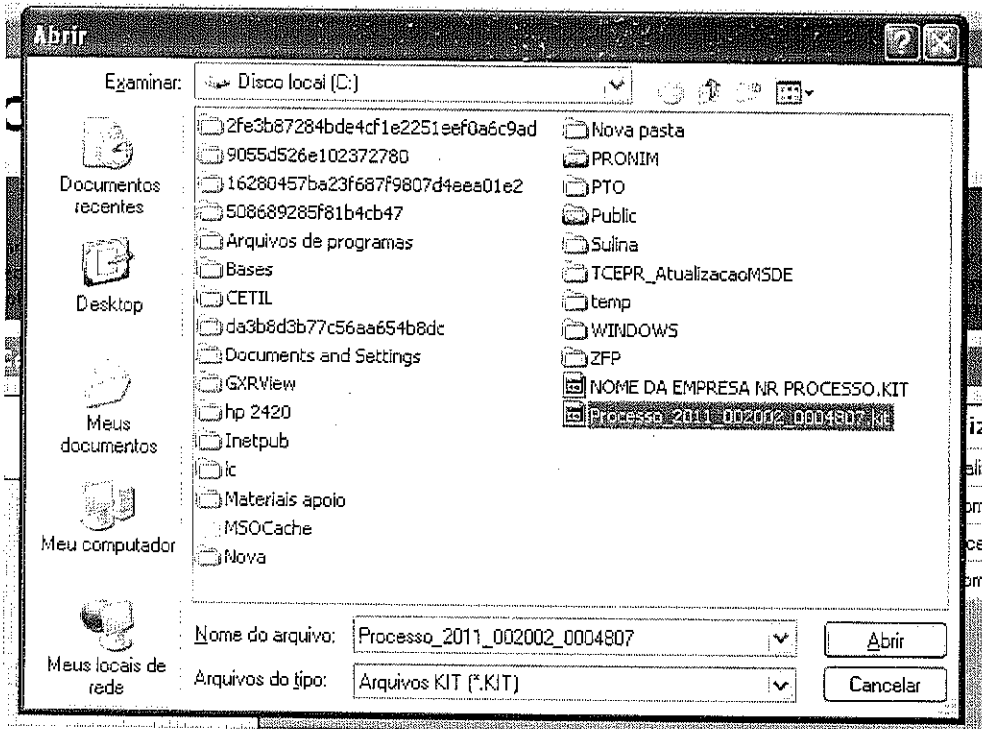 Abrir
Examinar:
Disco local (C:)
Documentos
recentes
Desktop
Meus
documentos
Meu computador
Meus locais de
rede
2fe3b87284bde4cf1e2251eef0a6c9ad
9055d526e102372780
16280457ba23f687f9807d4aea01e2
508689285f81b4cb47
Arquivos de programas
Bases
CETIL
da3b8d3b77c56aa654b8dc
Documents and Settings
GXRView
hp 2420
Inetpub
Materiais apoio
MSOCache
Nova
Nova pasta
PRONIM
PTO
Public
Sulina
TCEPR_AtualizacaoMSDE
temp
WINDOWS
ZFP
NOME DA EMPRESA NR PROCESSO.KIT
Processo_2011_002002_0004807.kit
Nome do arquivo:
Processo_2011_002002_0004807
Abrir
Arquivos do tipo:
Arquivos KIT (*.KIT)
Cancelar